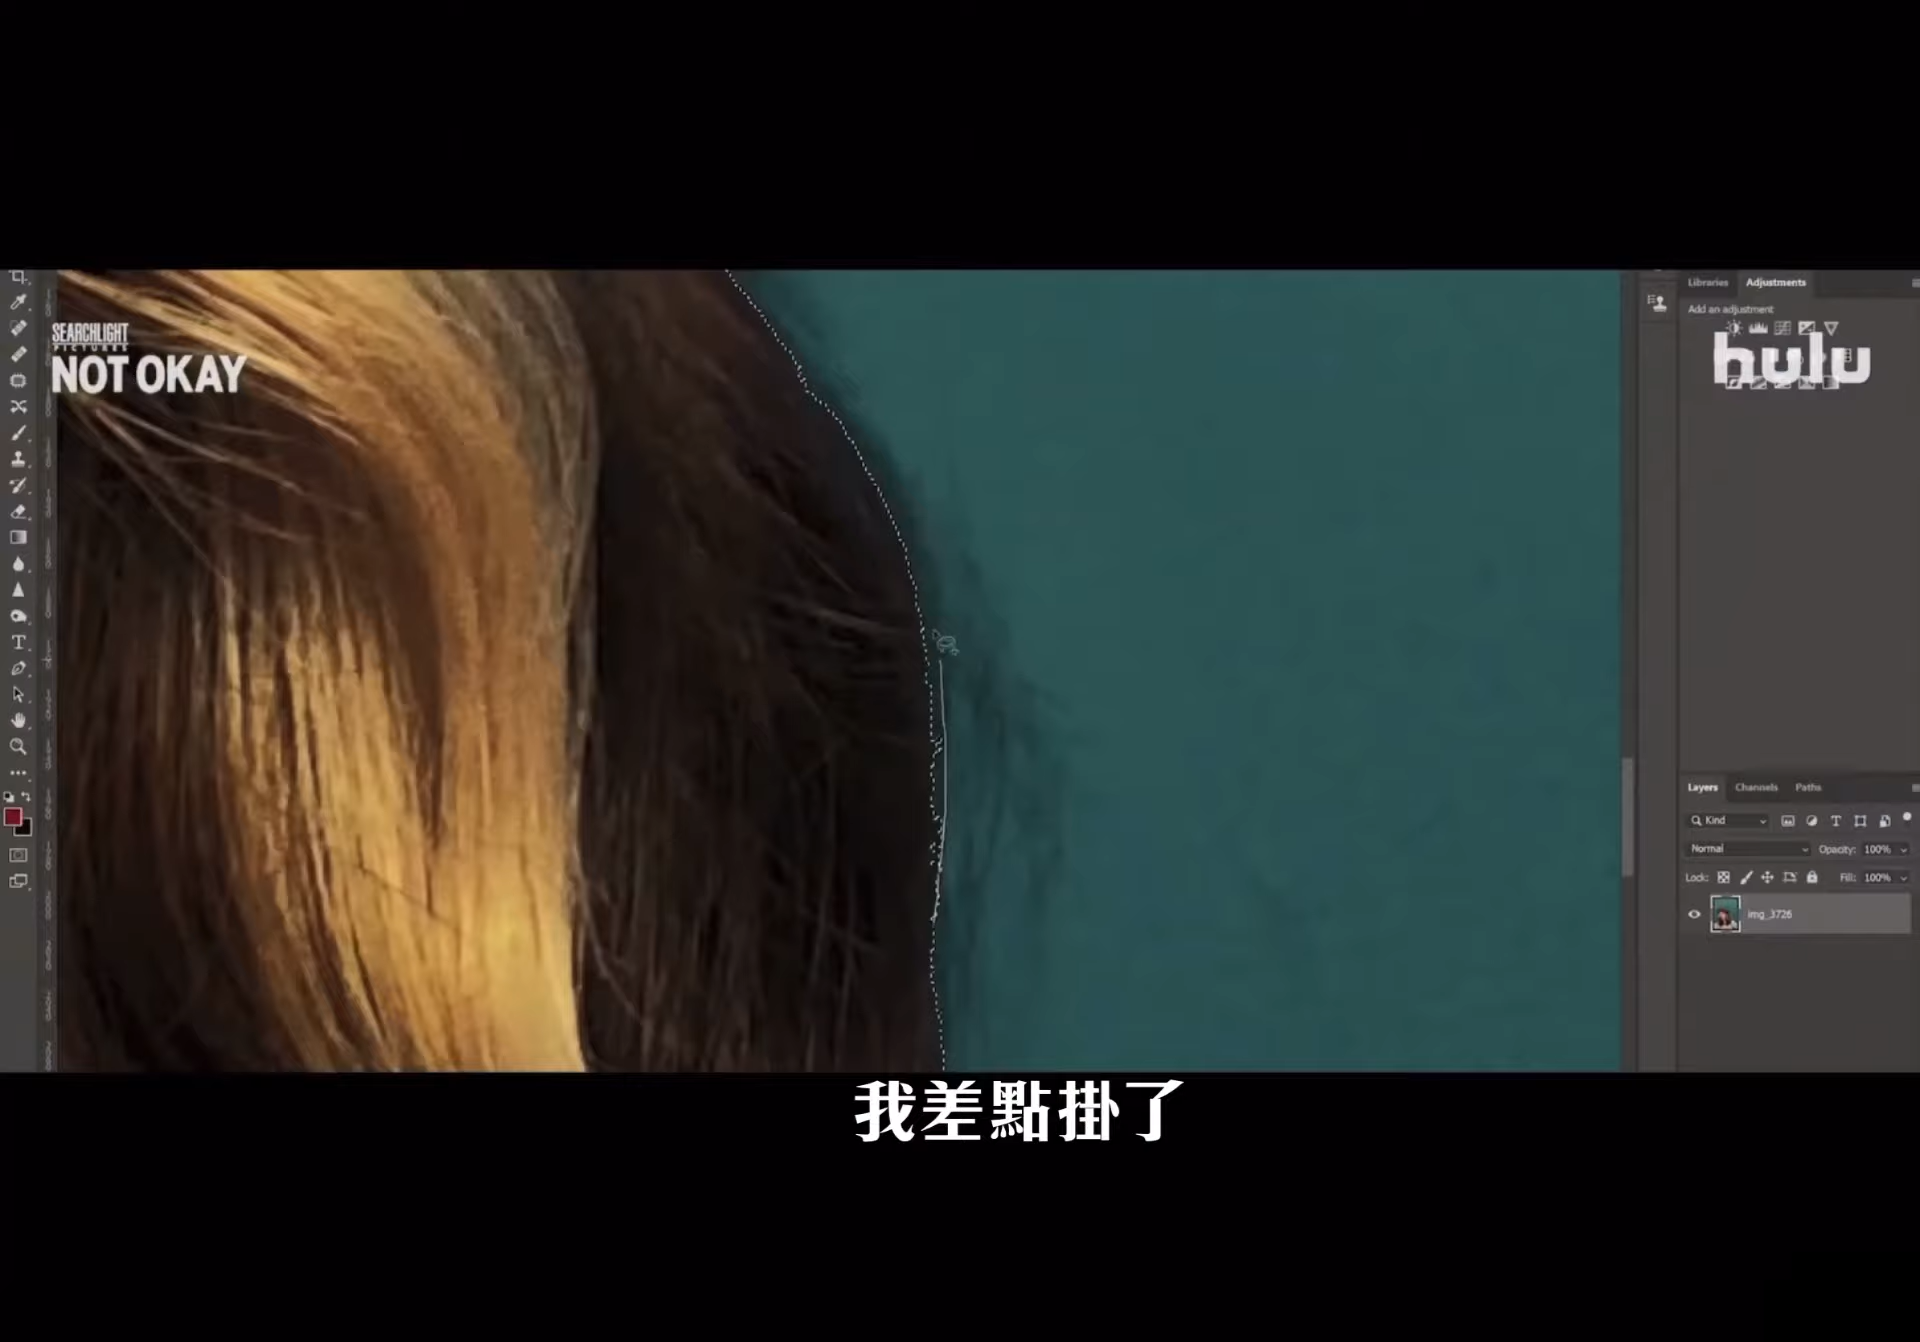 SEARCHLIGHT
PICTURES
NOT OKAY
Libraries
Adjustments
Add an adjustment
hulu
Layers
Channels
Paths
Kind
Normal
Opacity: 100%
Lock:
Fill: 100%
img_3726
我差點掛了